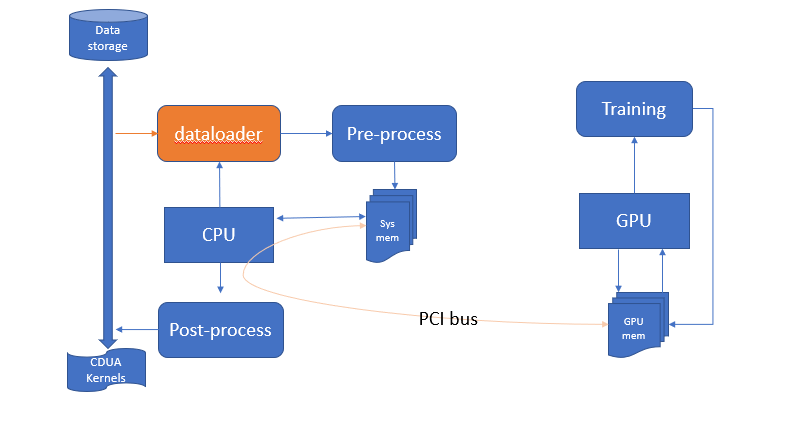 Data
storage
dataloader
Pre-process
Training
CPU
Sys
mem
GPU
Post-process
PCI bus
GPU
mem
CDUA
Kernels